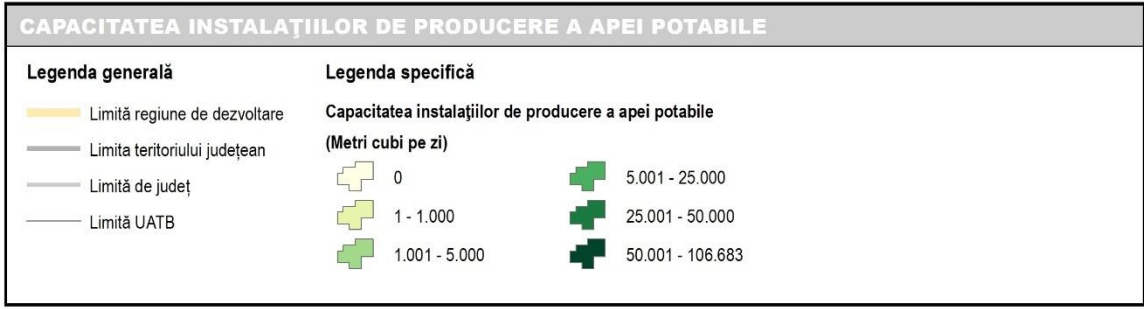 CAPACITATEA INSTALAŢIILOR DE PRODUCERE A APEI POTABILE
Legenda generală
Limită regiune de dezvoltare
Limita teritoriului județean
Limită de județ
Limită UATB
Legenda specifică
Capacitatea instalaţiilor de producere a apei potabile
(Metri cubi pe zi)
0
1 - 1.000
1.001 - 5.000
5.001 - 25.000
25.001 - 50.000
50.001 - 106.683